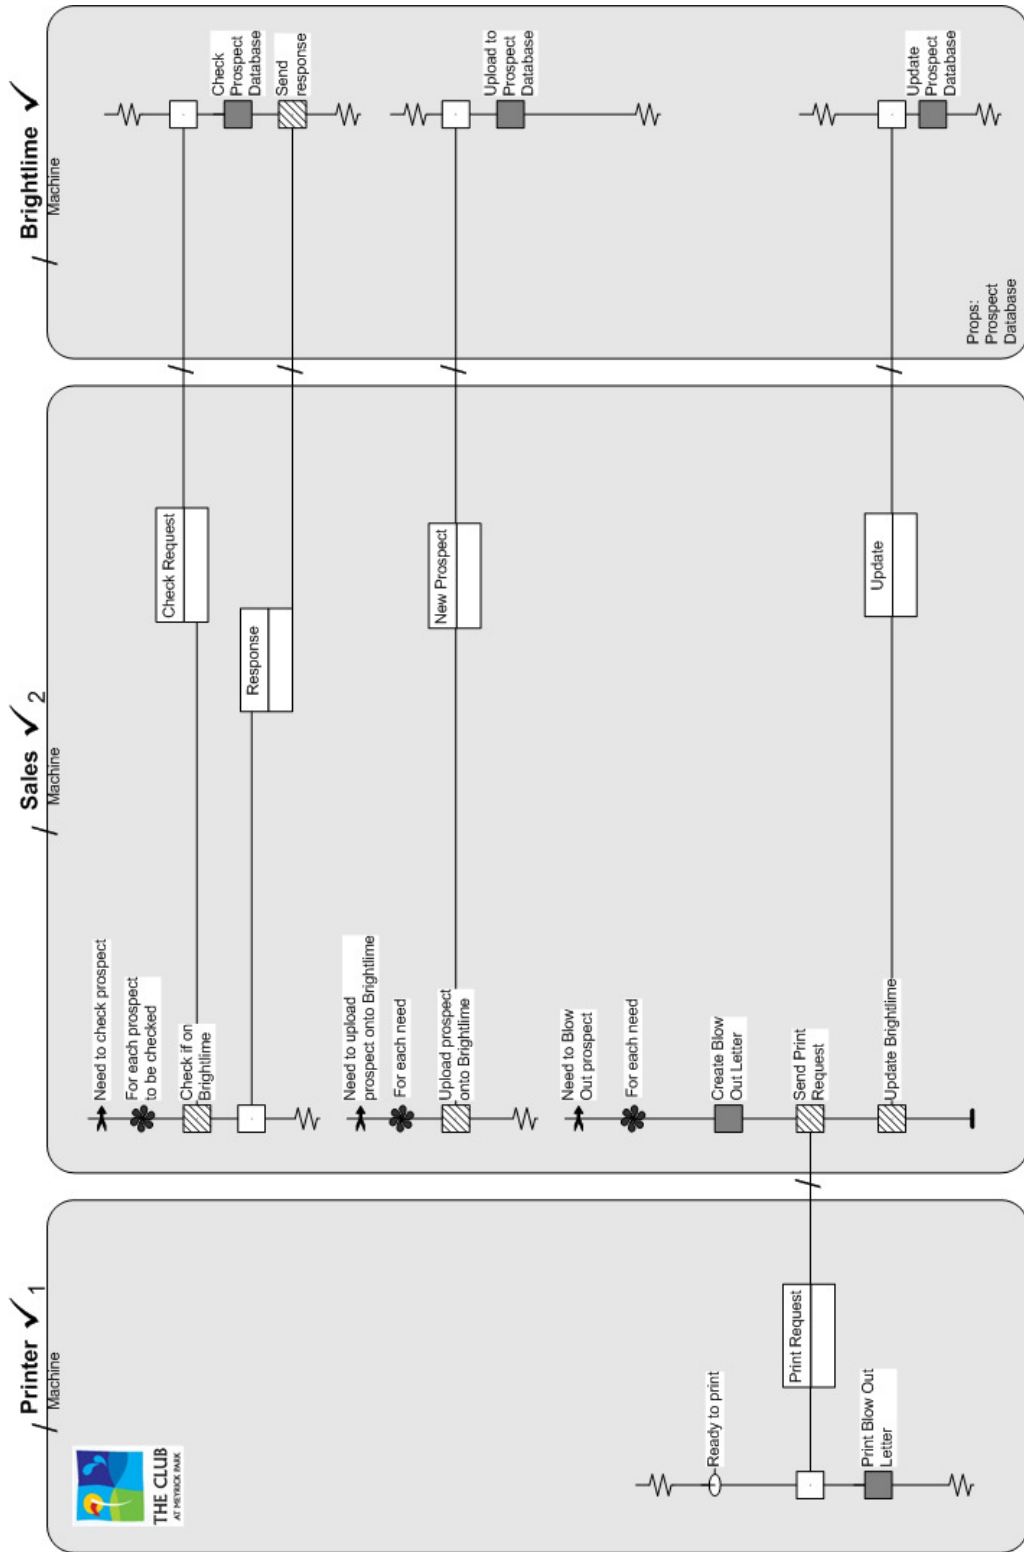 Printer ✓ 1
/ Machine
THE CLUB
AT MEYRICK PARK
Ready to print
Print Request
Print Blow Out
Letter
Sales ✓ 2
/ Machine
Need to check prospect
For each prospect
to be checked
Check if on
Brightlime
Check Request
Response
Need to upload
prospect onto Brightlime
For each need
Upload prospect
onto Brightlime
New Prospect
Need to Blow
Out prospect
For each need
Create Blow
Out Letter
Send Print
Request
Update Brightlime
Update
Brightlime ✓
/ Machine
Check
Prospect
Database
Send
response
Upload to
Prospect
Database
Update
Prospect
Database
Props:
Prospect
Database